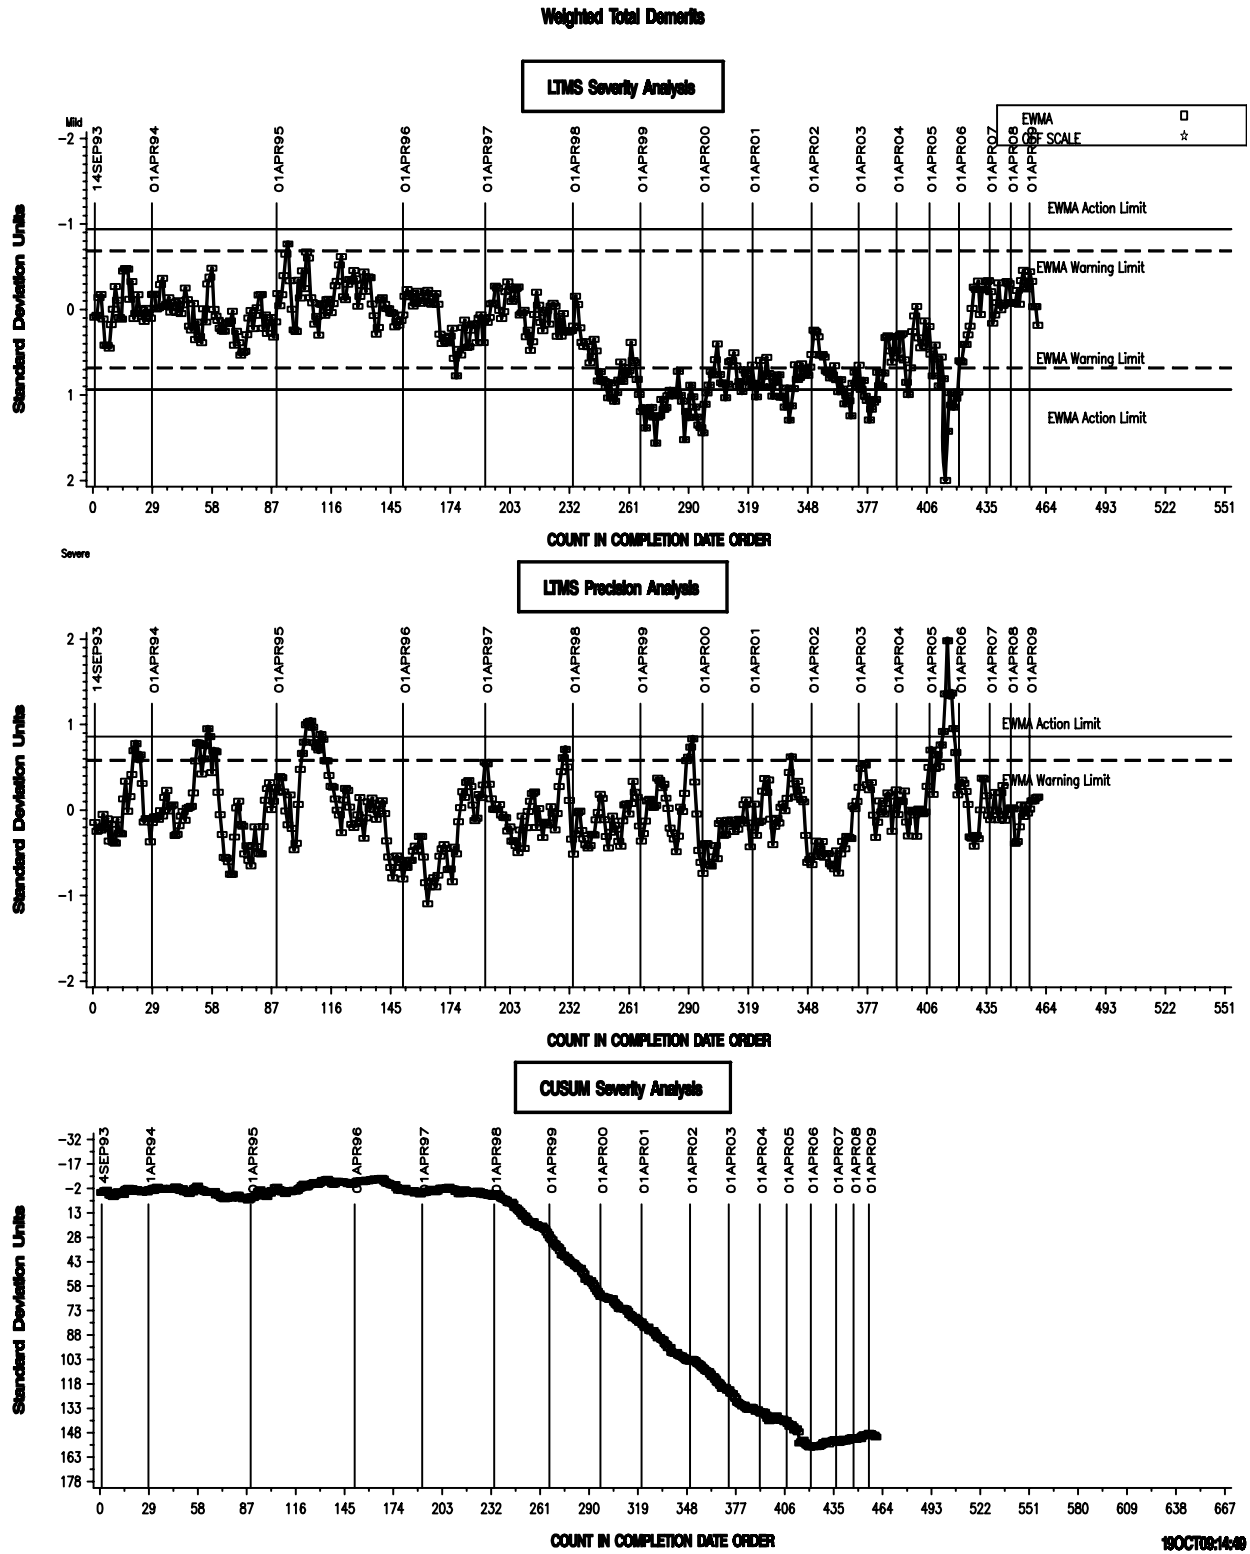 Weighted Total Demerits
LTMS Severity Analysis
EWMA
OFF SCALE
Mild
14SEP93 01APR94 01APR95 01APR96 01APR97 01APR98 01APR99 01APR00 01APR01 01APR02 01APR03 01APR04 01APR05 01APR06 01APR07 01APR08 01APR09
-2
-1
0
1
2
Standard Deviation Units
EWMA Action Limit
EWMA Warning Limit
EWMA Warning Limit
EWMA Action Limit
0 29 58 87 116 145 174 203 232 261 290 319 348 377 406 435 464 493 522 551
COUNT IN COMPLETION DATE ORDER
Severe
LTMS Precision Analysis
14SEP93 01APR94 01APR95 01APR96 01APR97 01APR98 01APR99 01APR00 01APR01 01APR02 01APR03 01APR04 01APR05 01APR06 01APR07 01APR08 01APR09
2
1
0
-1
-2
Standard Deviation Units
EWMA Action Limit
EWMA Warning Limit
0 29 58 87 116 145 174 203 232 261 290 319 348 377 406 435 464 493 522 551
COUNT IN COMPLETION DATE ORDER
CUSUM Severity Analysis
4SEP93 1APR94 01APR95 01APR96 01APR97 01APR98 01APR99 01APR00 01APR01 01APR02 01APR03 01APR04 01APR05 01APR06 01APR07 01APR08 01APR09
-32
-17
-2
13
28
43
58
73
88
103
118
133
148
163
178
Standard Deviation Units
0 29 58 87 116 145 174 203 232 261 290 319 348 377 406 435 464 493 522 551 580 609 638 667
COUNT IN COMPLETION DATE ORDER
19OCT09:14:49